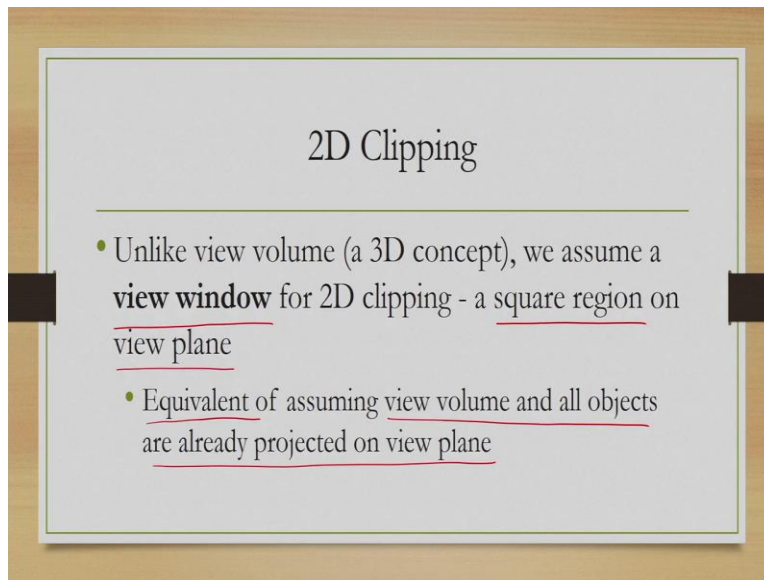 2D Clipping
• Unlike view volume (a 3D concept), we assume a
view window for 2D clipping - a square region on
view plane
• Equivalent of assuming view volume and all objects
are already projected on view plane